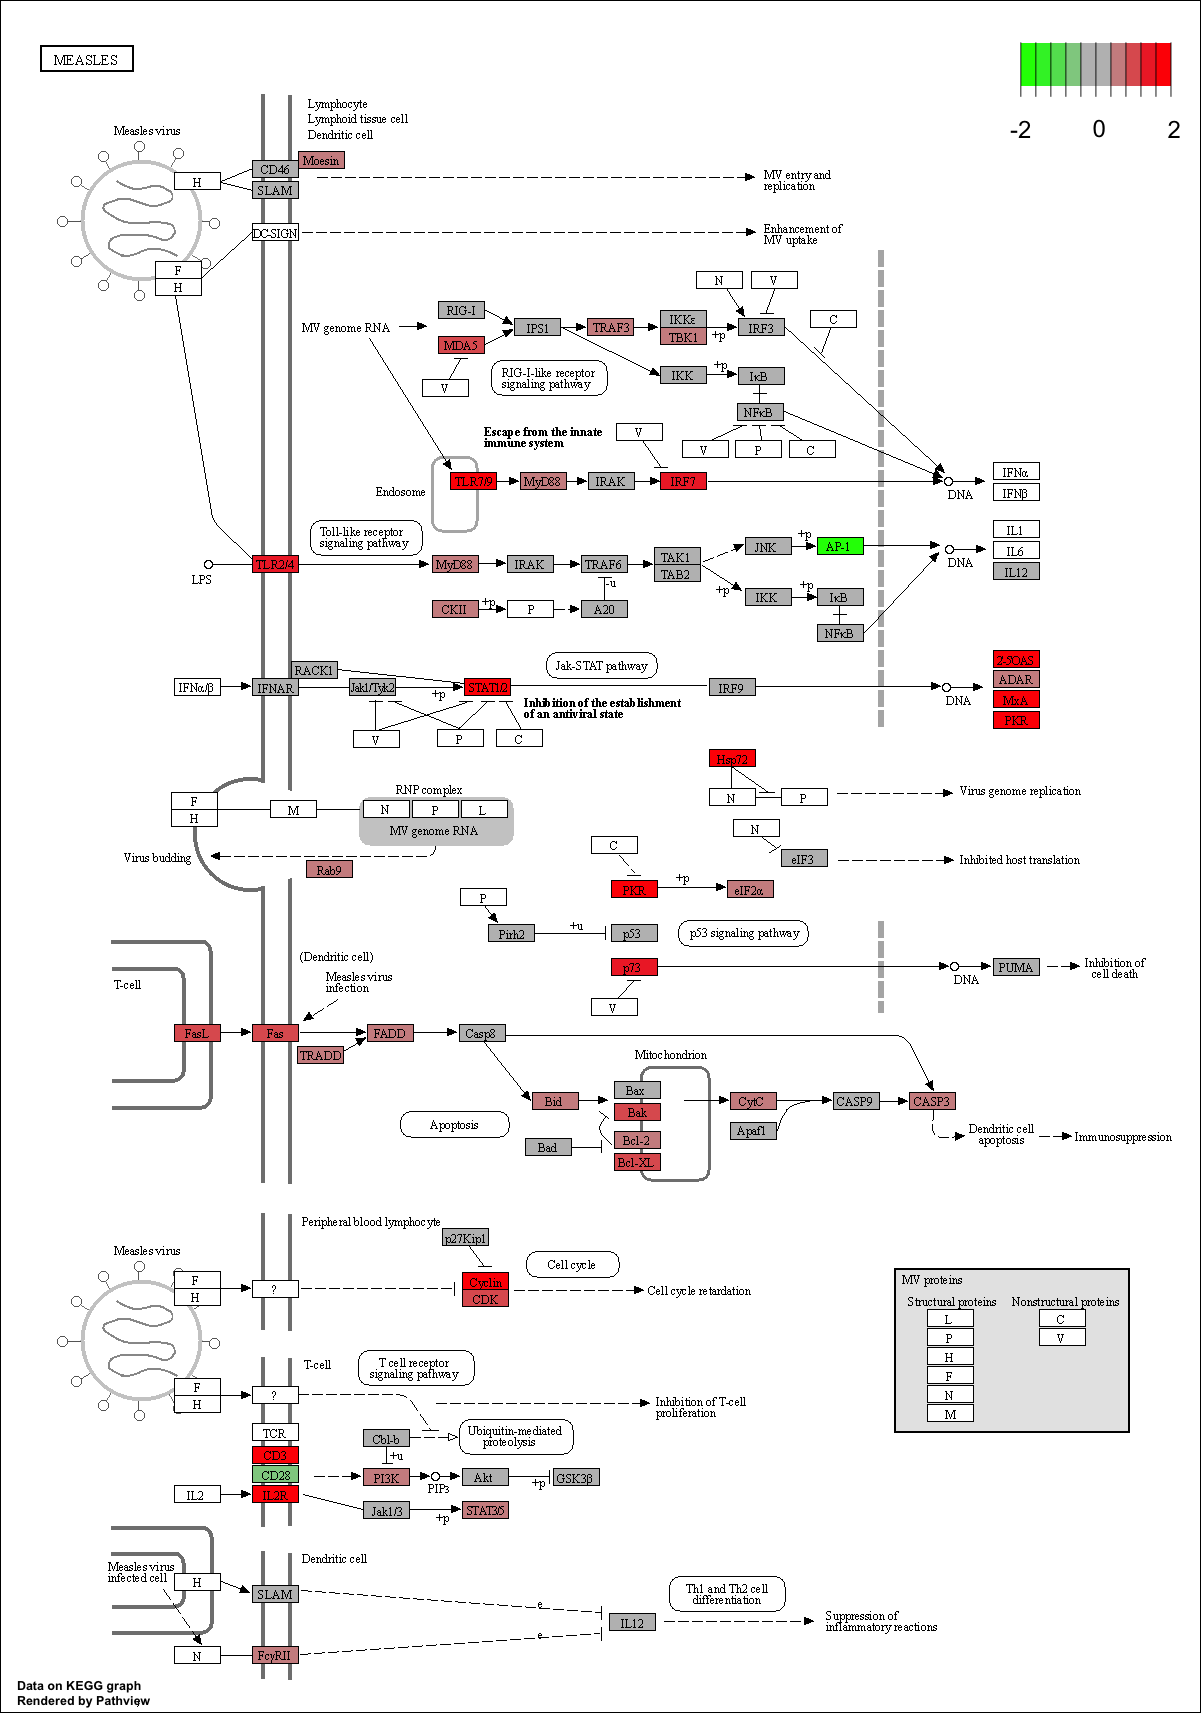 MEASLES
-2
0
2
Lymphocyte
Lymphoid tissue cell
Dendritic cell
Measles virus
H
CD46
Moesin
SLAM
MV entry and
replication
DC-SIGN
Enhancement of
MV uptake
F
H
N
V
RIG-I
MV genome RNA
IPS1
TRAF3
IKKε
TBK1
+p
IRF3
C
MDA5
V
RIG-I-like receptor
signaling pathway
IKK
+p
IκB
NFκB
V
P
C
Escape from the innate
immune system
V
Endosome
TLR7/9
MyD88
IRAK
IRF7
DNA
IFNα
IFNβ
Toll-like receptor
signaling pathway
LPS
TLR2/4
MyD88
IRAK
TRAF6
TAK1
TAB2
JNK
+p
AP-1
DNA
IL1
IL6
IL12
-u
CKII
+p
P
A20
+p
IKK
+p
IκB
NFκB
RACK1
Jak-STAT pathway
IFNα/β
IFNAR
Jak1/Tyk2
+p
STAT1/2
IRF9
DNA
2'-5'OAS
ADAR
MxA
PKR
Inhibition of the establishment
of an antiviral state
V
P
C
Hsp72
N
P
Virus genome replication
F
H
M
RNP complex
N
P
L
MV genome RNA
Virus budding
Rab9
N
eIF3
Inhibited host translation
C
PKR
+p
eIF2α
P
Pirh2
+u
p53
p53 signaling pathway
p73
V
DNA
PUMA
Inhibition of
cell death
T-cell
(Dendritic cell)
Measles virus
infection
FasL
Fas
TRADD
FADD
Casp8
Mitochondrion
Bid
Bax
Bak
Bcl-2
Bcl-XL
Bad
Apoptosis
CytC
Apaf1
CASP9
CASP3
Dendritic cell
apoptosis
Immunosuppression
Peripheral blood lymphocyte
p27Kip1
Measles virus
F
H
?
Cyclin
CDK
Cell cycle
Cell cycle retardation
MV proteins
Structural proteins
Nonstructural proteins
L
P
H
F
N
M
C
V
T-cell
T cell receptor
signaling pathway
F
H
?
Inhibition of T-cell
proliferation
TCR
CD3
CD28
Cbl-b
+u
Ubiquitin-mediated
proteolysis
PI3K
PIP3
Akt
+p
GSK3β
IL2
IL2R
Jak1/3
+p
STAT3/5
Dendritic cell
Measles virus
infected cell
H
SLAM
N
FcγRII
e
e
IL12
Th1 and Th2 cell
differentiation
Suppression of
inflammatory reactions
Data on KEGG graph
Rendered by Pathview